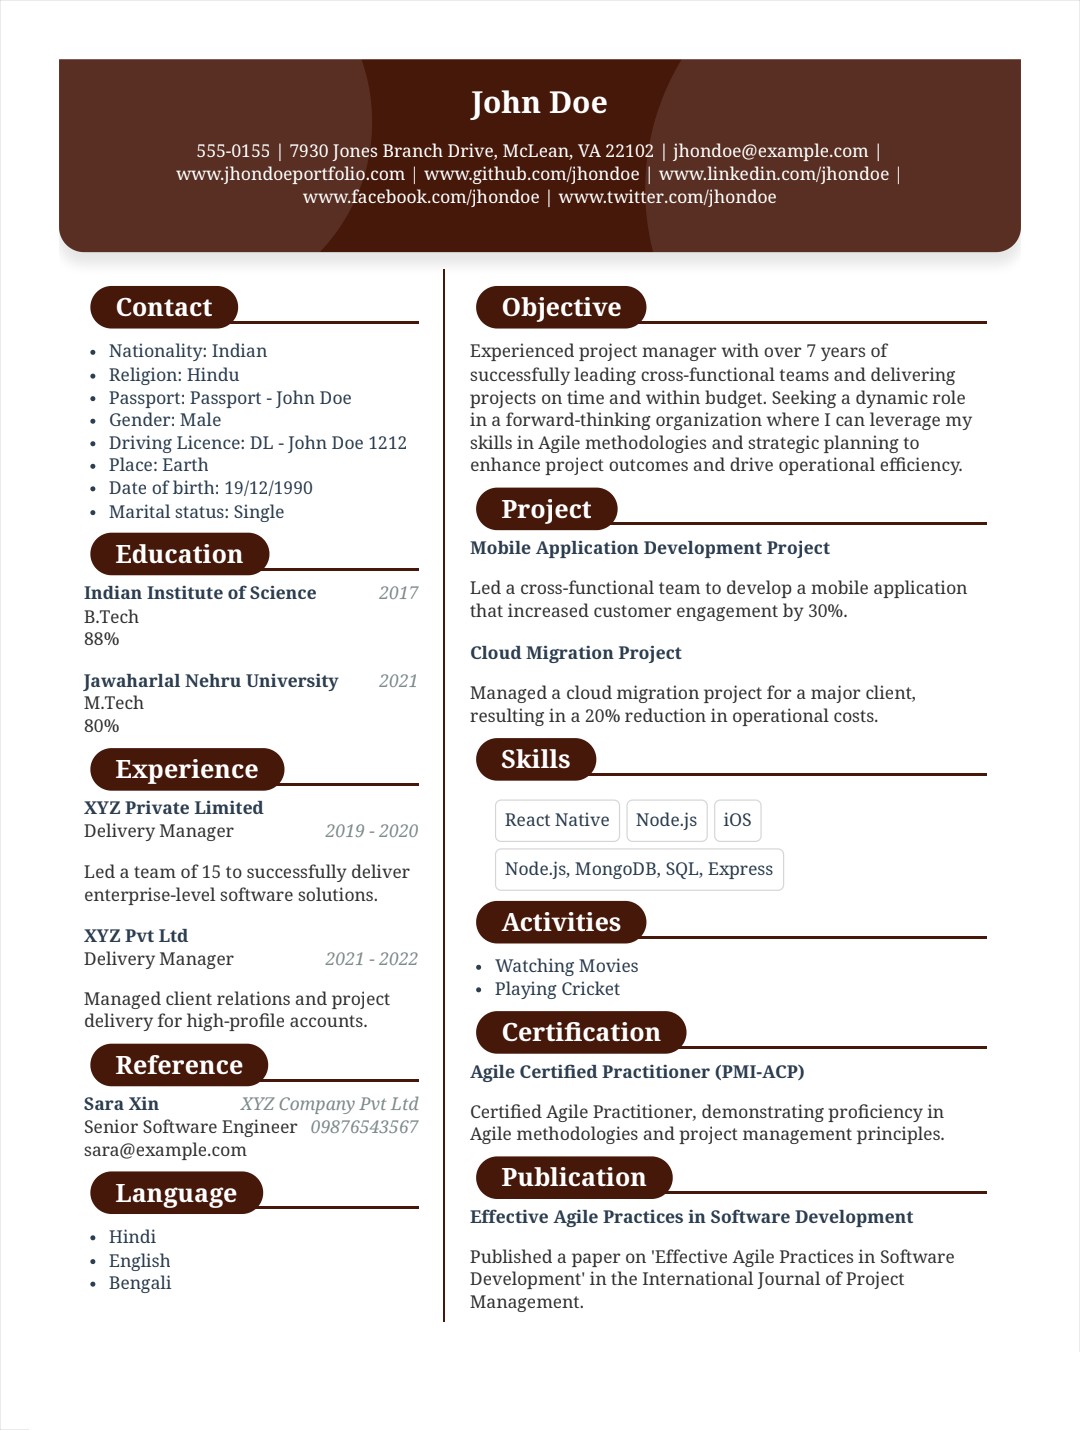 John Doe
555-0155 | 7930 Jones Branch Drive, McLean, VA 22102 | jhondoe@example.com |
www.jhondoeportfolio.com | www.github.com/jhondoe | www.linkedin.com/jhondoe |
www.facebook.com/jhondoe | www.twitter.com/jhondoe
Contact
• Nationality: Indian
• Religion: Hindu
• Passport: Passport - John Doe
• Gender: Male
• Driving Licence: DL - John Doe 1212
• Place: Earth
• Date of birth: 19/12/1990
• Marital status: Single
Education
Indian Institute of Science 2017
B.Tech
88%
Jawaharlal Nehru University 2021
M.Tech
80%
Experience
XYZ Private Limited
Delivery Manager 2019 - 2020
Led a team of 15 to successfully deliver
enterprise-level software solutions.
XYZ Pvt Ltd
Delivery Manager 2021 - 2022
Managed client relations and project
delivery for high-profile accounts.
Reference
Sara Xin XYZ Company Pvt Ltd
Senior Software Engineer 09876543567
sara@example.com
Language
• Hindi
• English
• Bengali
Objective
Experienced project manager with over 7 years of
successfully leading cross-functional teams and delivering
projects on time and within budget. Seeking a dynamic role
in a forward-thinking organization where I can leverage my
skills in Agile methodologies and strategic planning to
enhance project outcomes and drive operational efficiency.
Project
Mobile Application Development Project
Led a cross-functional team to develop a mobile application
that increased customer engagement by 30%.
Cloud Migration Project
Managed a cloud migration project for a major client,
resulting in a 20% reduction in operational costs.
Skills
React Native Node.js iOS
Node.js, MongoDB, SQL, Express
Activities
• Watching Movies
• Playing Cricket
Certification
Agile Certified Practitioner (PMI-ACP)
Certified Agile Practitioner, demonstrating proficiency in
Agile methodologies and project management principles.
Publication
Effective Agile Practices in Software Development
Published a paper on 'Effective Agile Practices in Software
Development' in the International Journal of Project
Management.